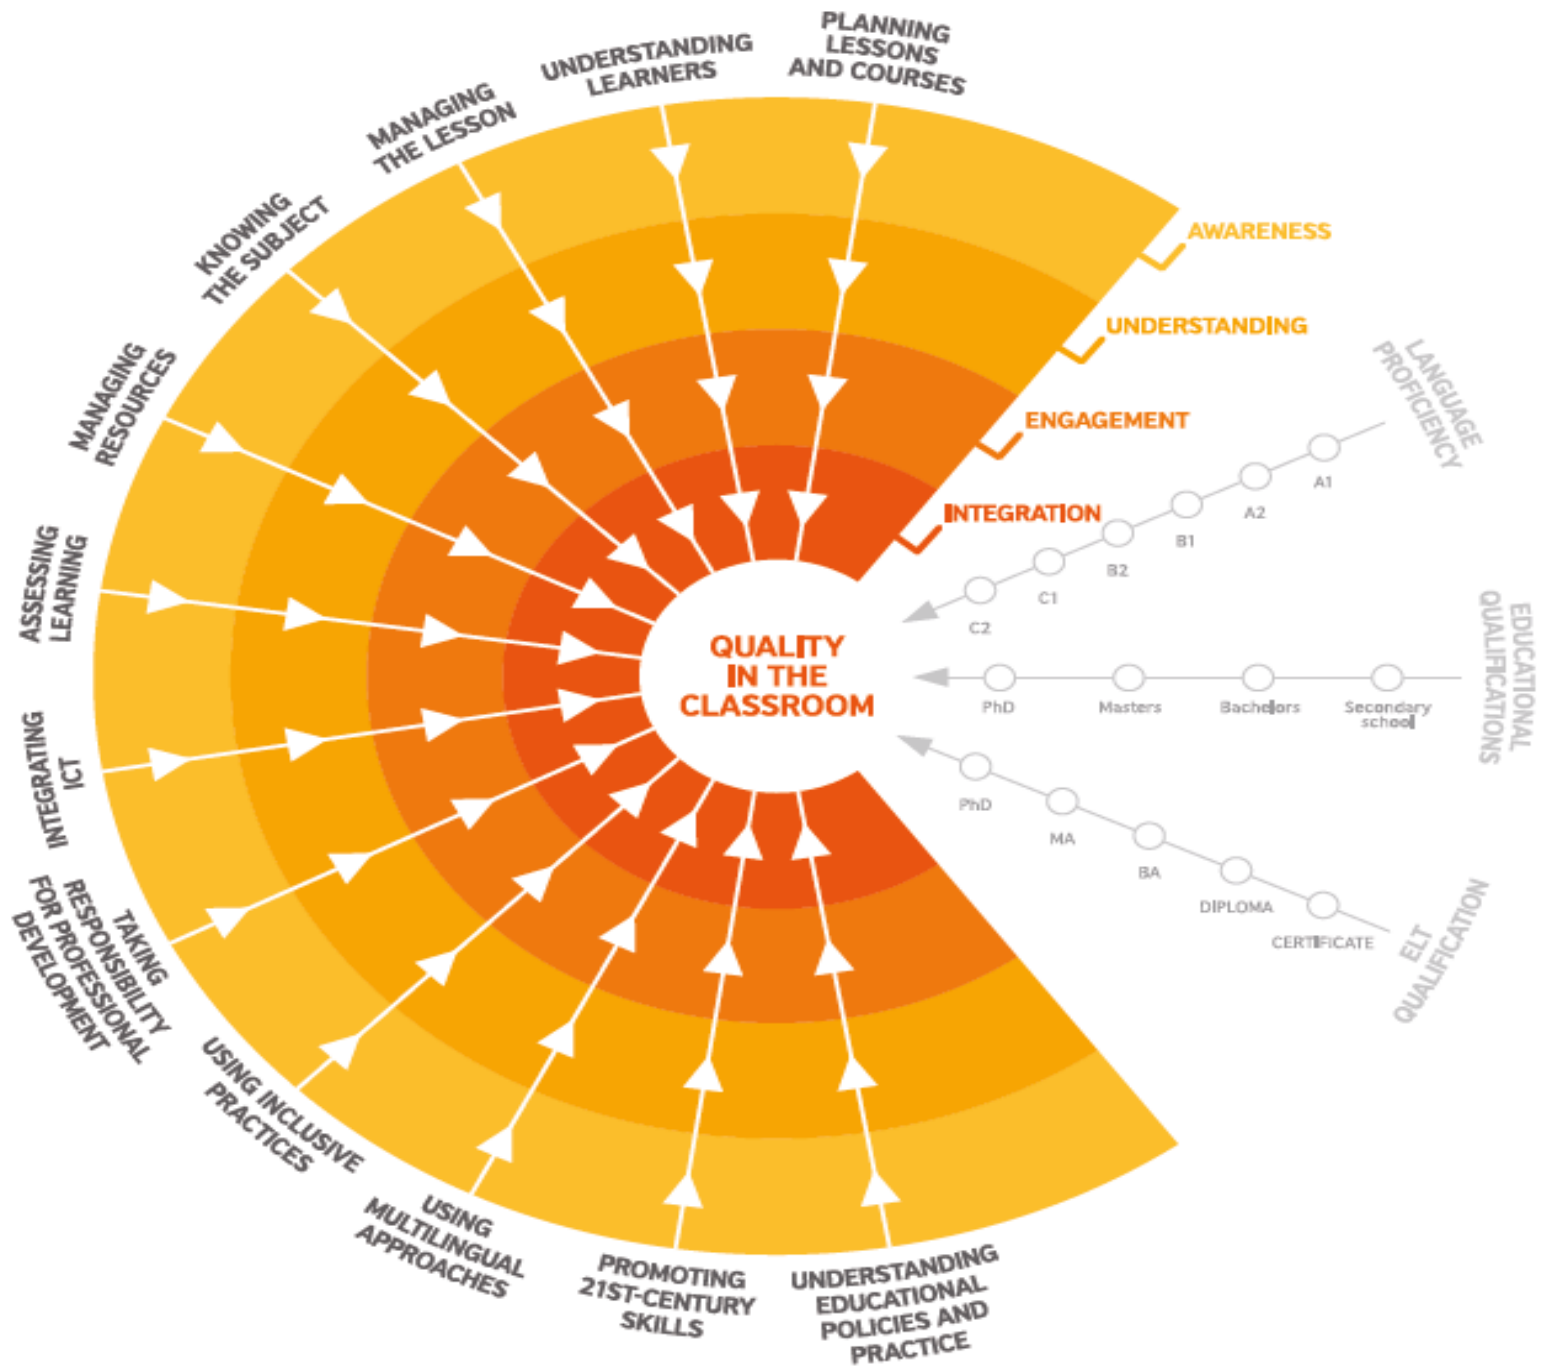 PLANNING
LESSONS
AND COURSES
UNDERSTANDING
LEARNERS
MANAGING
THE LESSON
KNOWING
THE SUBJECT
MANAGING
RESOURCES
ASSESSING
LEARNING
INTEGRATING
ICT
TAKING
RESPONSIBILITY
FOR PROFESSIONAL
DEVELOPMENT
USING INCLUSIVE
PRACTICES
USING
MULTILINGUAL
APPROACHES
PROMOTING
21ST-CENTURY
SKILLS
UNDERSTANDING
EDUCATIONAL
POLICIES AND
PRACTICE
AWARENESS
UNDERSTANDING
ENGAGEMENT
INTEGRATION
QUALITY
IN THE
CLASSROOM
LANGUAGE
PROFICIENCY
A1
A2
B1
B2
C1
C2
EDUCATIONAL
QUALIFICATIONS
PhD
Masters
Bachelors
Secondary
school
ELT
QUALIFICATION
PhD
MA
BA
DIPLOMA
CERTIFICATE